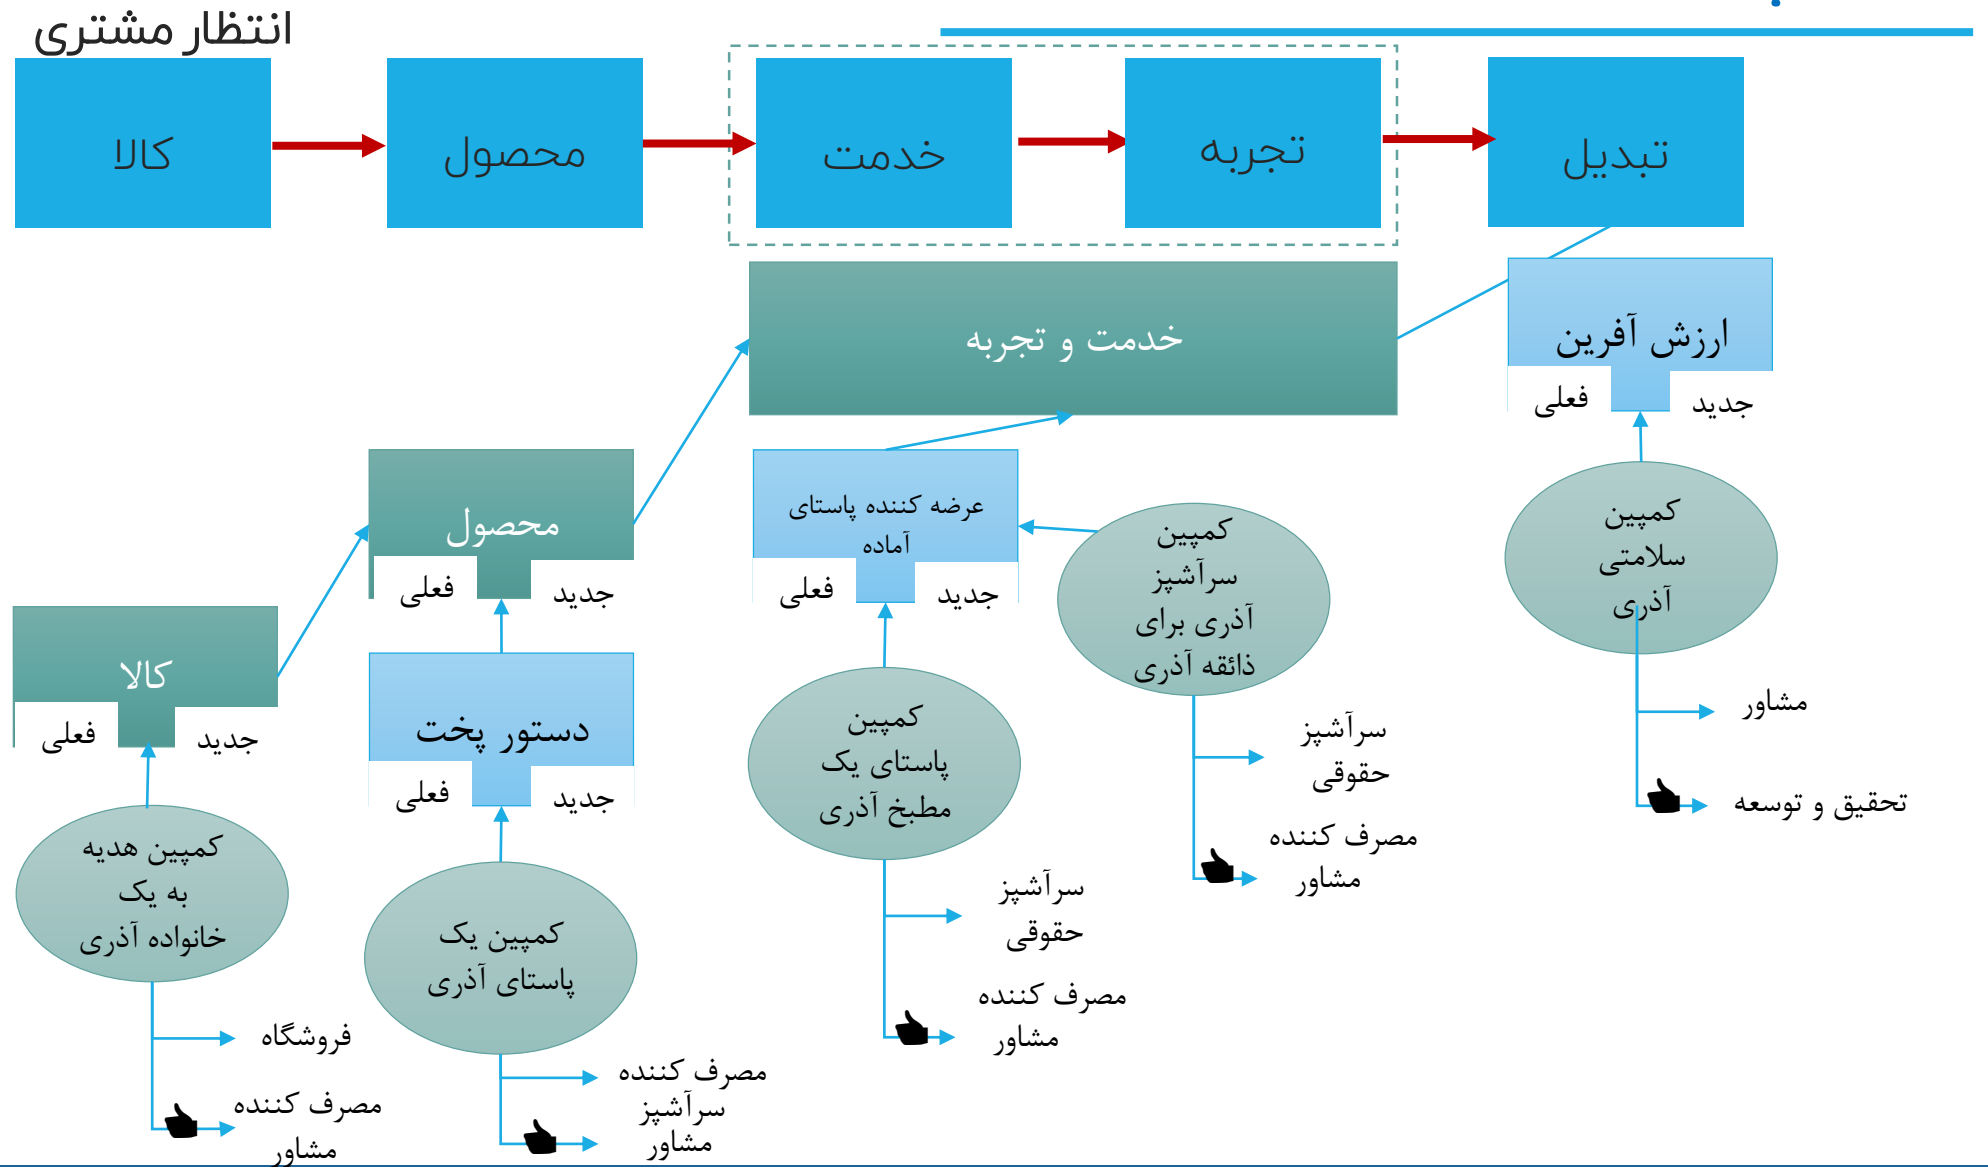 انتظار مشتری
کالا
محصول
خدمت
تجربه
تبدیل
خدمت و تجربه
ارزش آفرین
فعلی
جدید
محصول
فعلی
جدید
عرضه کننده پاستای
آماده
فعلی
جدید
کمپین
سرآشپز
آذری برای
ذائقه آذری
کمپین
سلامتی
آذری
کالا
فعلی
جدید
دستور پخت
فعلی
جدید
کمپین
پاستای یک
مطبخ آذری
سرآشپز
حقوقی
مصرف کننده
مشاور
مشاور
تحقیق و توسعه
کمپین هدیه
به یک
خانواده آذری
کمپین یک
پاستای آذری
سرآشپز
حقوقی
مصرف کننده
مشاور
فروشگاه
مصرف کننده
مشاور
مصرف کننده
سرآشپز
مشاور